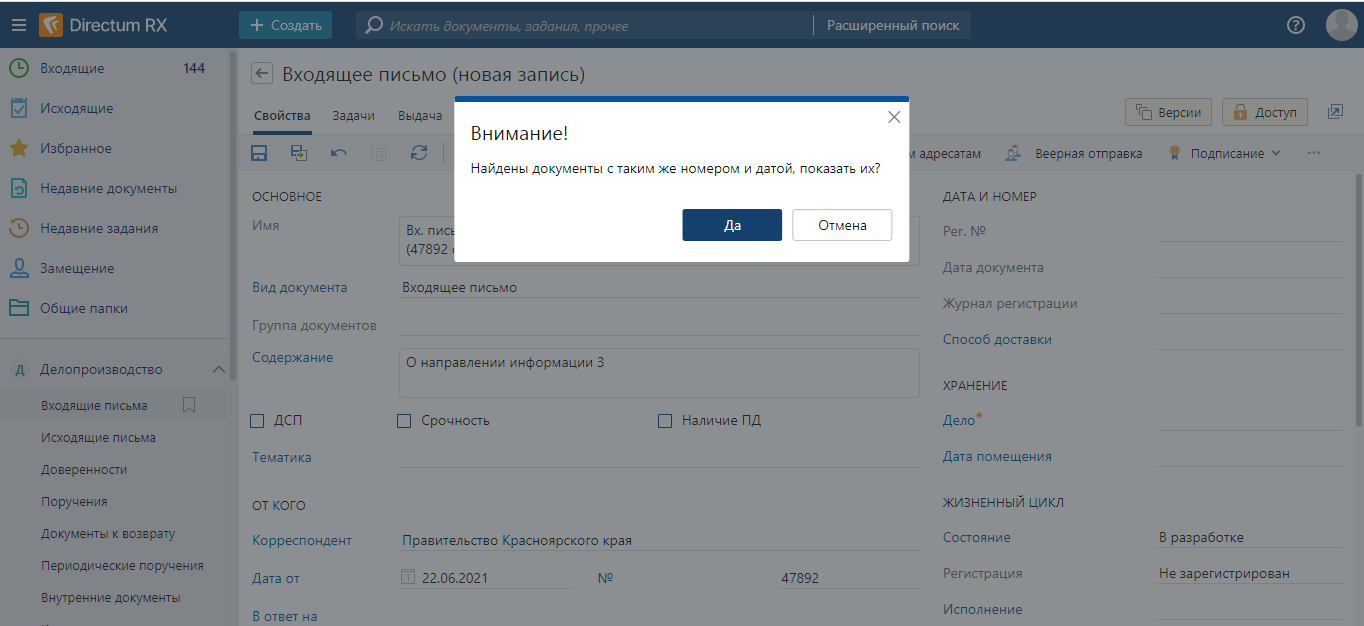 Directum RX
+ Создать
Искать документы, задания, прочее
Расширенный поиск
Входящие 144
Исходящие
Избранное
Недавние документы
Недавние задания
Замещение
Общие папки
Д Делопроизводство
Входящие письма
Исходящие письма
Доверенности
Поручения
Документы к возврату
Периодические поручения
Внутренние документы
Входящее письмо (новая запись)
Свойства Задачи Выдача
Версии Доступ
адресатам Веерная отправка Подписание
Внимание!
Найдены документы с таким же номером и датой, показать их?
Да Отмена
ОСНОВНОЕ
Имя Вх.
(47892
Вид документа Входящее письмо
Группа документов
Содержание О направлении информации 3
ДСП Срочность Наличие ПД
Тематика
ОТ КОГО
Корреспондент Правительство Красноярского края
Дата от 22.06.2021 № 47892
В ответ на
ДАТА И НОМЕР
Рег. №
Дата документа
Журнал регистрации
Способ доставки
ХРАНЕНИЕ
Дело*
Дата помещения
ЖИЗНЕННЫЙ ЦИКЛ
Состояние В разработке
Регистрация Не зарегистрирован
Исполнение